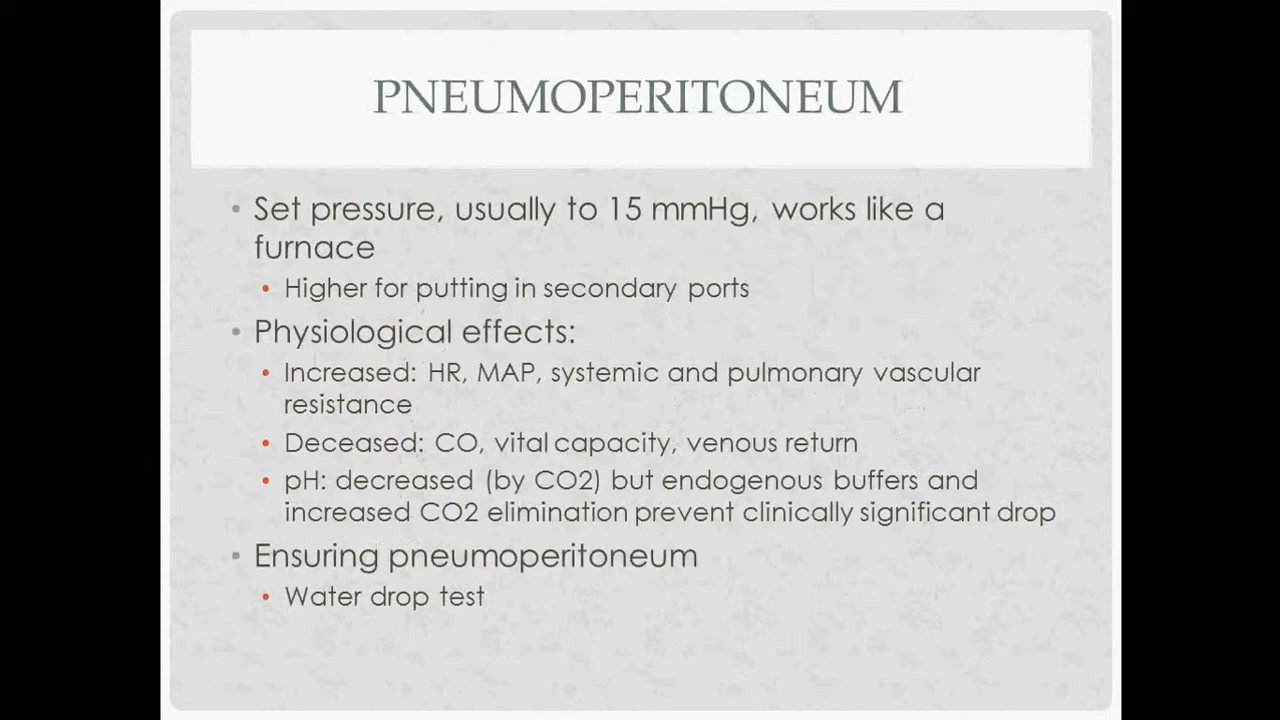 PNEUMOPERITONEUM
• Set pressure, usually to 15 mmHg, works like a
furnace
• Higher for putting in secondary ports
• Physiological effects:
• Increased: HR, MAP, systemic and pulmonary vascular
resistance
• Deceased: CO, vital capacity, venous return
• pH: decreased (by CO2) but endogenous buffers and
increased CO2 elimination prevent clinically significant drop
• Ensuring pneumoperitoneum
• Water drop test